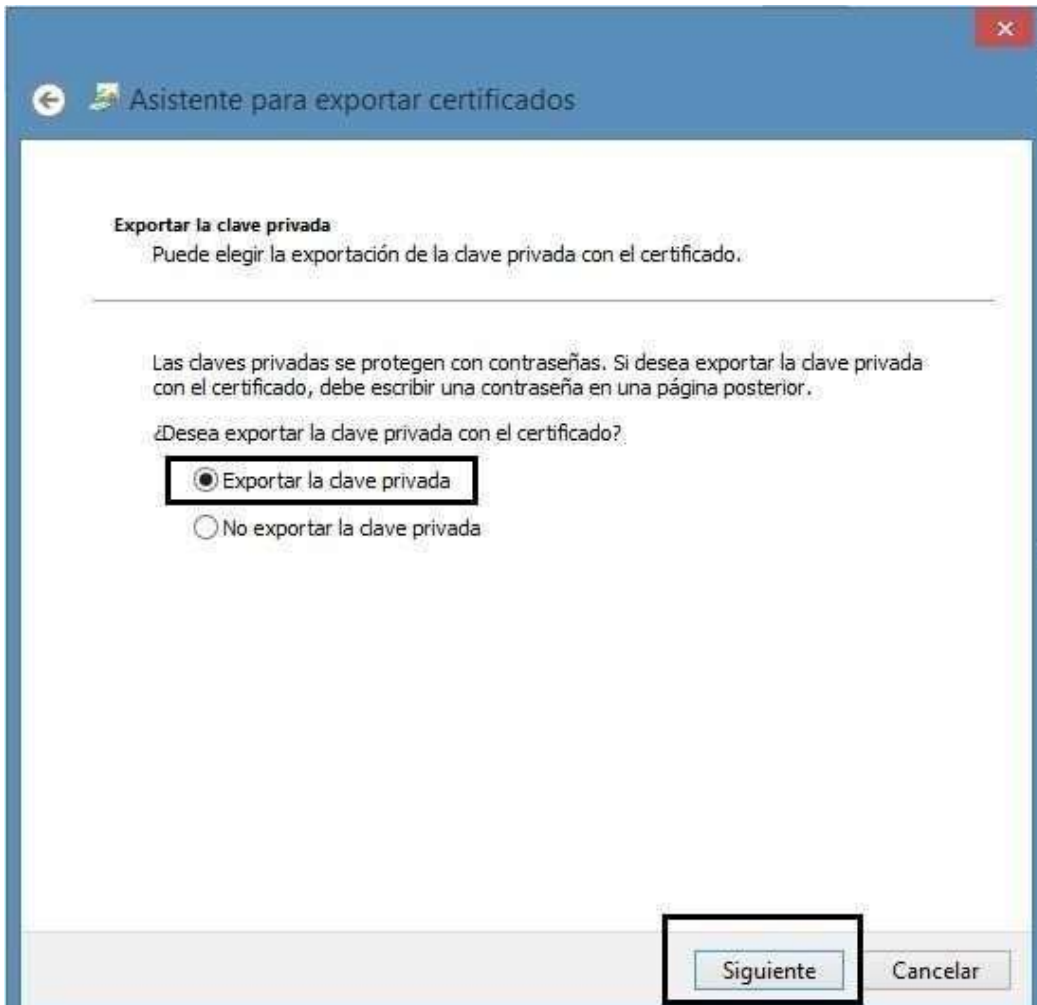 Asistente para exportar certificados
Exportar la clave privada
Puede elegir la exportación de la clave privada con el certificado.
Las claves privadas se protegen con contraseñas. Si desea exportar la clave privada
con el certificado, debe escribir una contraseña en una página posterior.
¿Desea exportar la clave privada con el certificado?
Exportar la clave privada
No exportar la clave privada
Siguiente
Cancelar